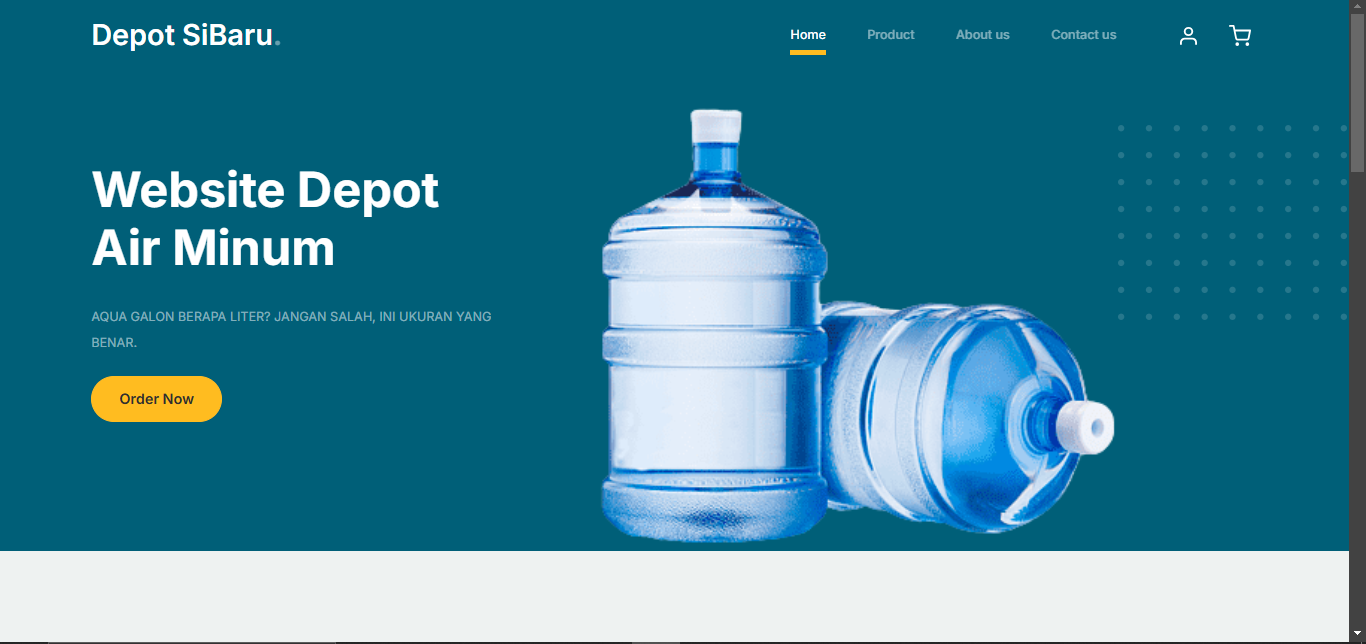 Depot SiBaru.
Home
Product
About us
Contact us
Website Depot
Air Minum
AQUA GALON BERAPA LITER? JANGAN SALAH, INI UKURAN YANG
BENAR.
Order Now